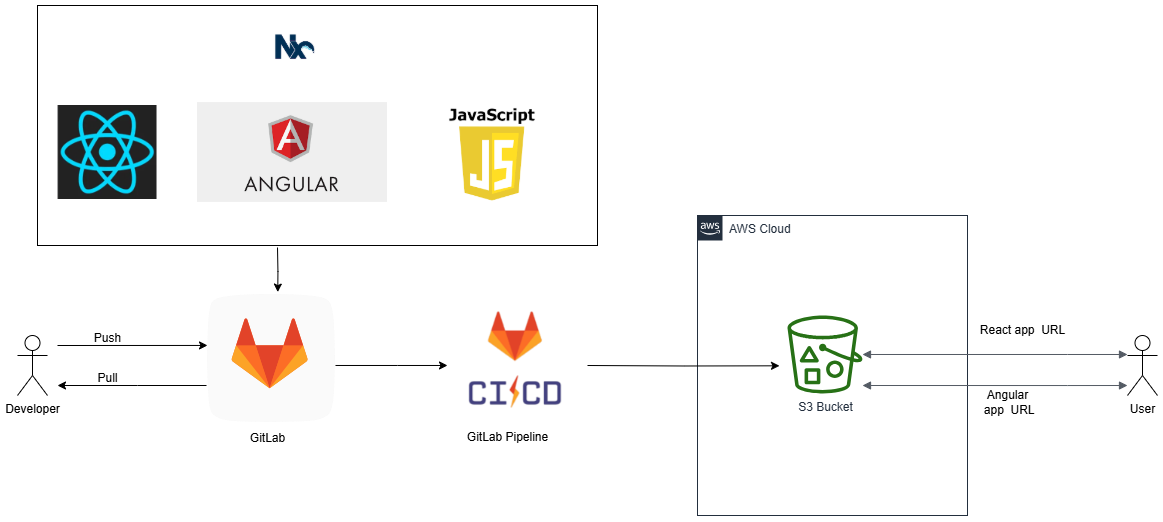 Nx
ANGULAR
JavaScript
JS
aws
AWS Cloud
Push
Pull
Developer
GitLab
CI/CD
GitLab Pipeline
S3 Bucket
React app URL
Angular
app URL
User